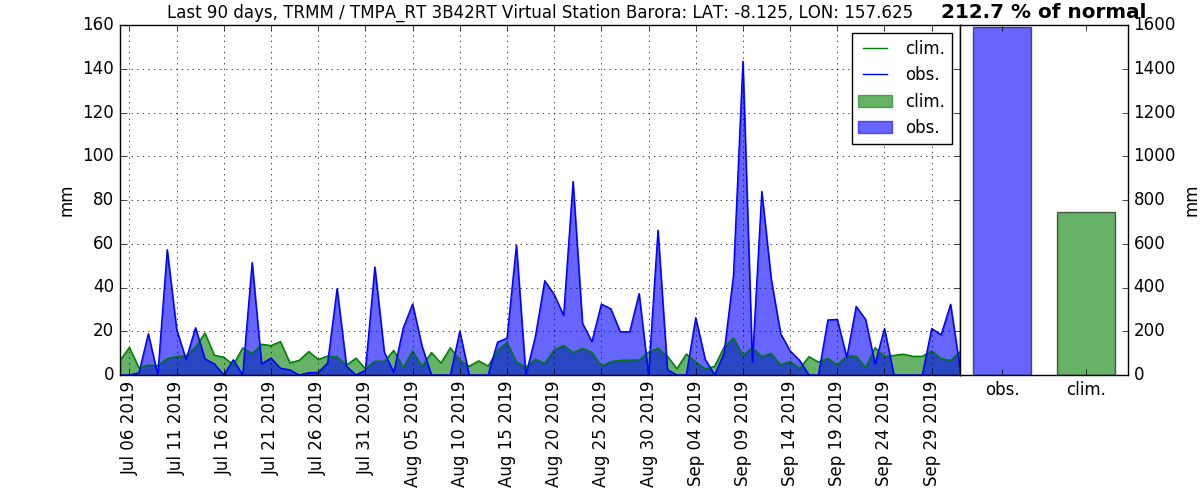 Last 90 days, TRMM / TMPA_RT 3B42RT Virtual Station Barora: LAT: -8.125, LON: 157.625
212.7 % of normal
160
140
120
100
80
60
40
20
0
mm
clim.
obs.
clim.
obs.
1600
1400
1200
1000
800
600
400
200
0
mm
Jul 06 2019
Jul 11 2019
Jul 16 2019
Jul 21 2019
Jul 26 2019
Jul 31 2019
Aug 05 2019
Aug 10 2019
Aug 15 2019
Aug 20 2019
Aug 25 2019
Aug 30 2019
Sep 04 2019
Sep 09 2019
Sep 14 2019
Sep 19 2019
Sep 24 2019
Sep 29 2019
obs.
clim.